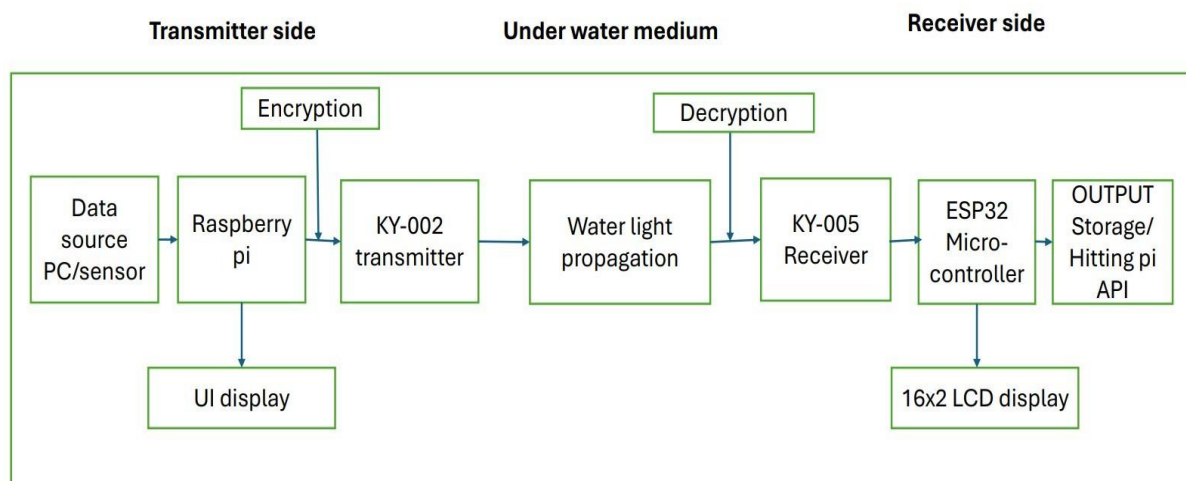 Transmitter side
Under water medium
Receiver side
Encryption
Decryption
Data
source
PC/sensor
Raspberry
pi
KY-002
transmitter
Water light
propagation
KY-005
Receiver
ESP32
Micro-
controller
OUTPUT
Storage/
Hitting pi
API
UI display
16x2 LCD display